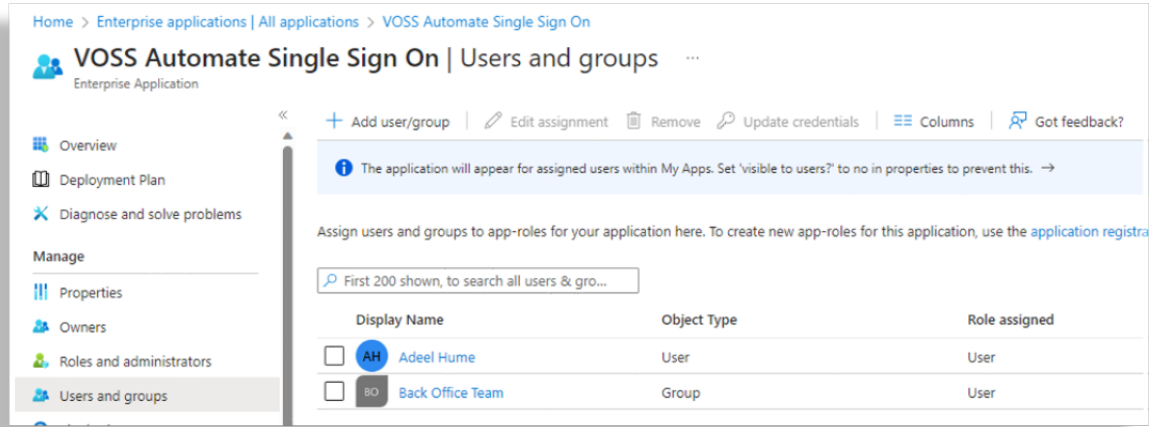 Home > Enterprise applications | All applications > VOSS Automate Single Sign On
VOSS Automate Single Sign On | Users and groups ...
Enterprise Application
«
Overview
Deployment Plan
Diagnose and solve problems
Manage
Properties
Owners
Roles and administrators
Users and groups
+ Add user/group
Edit assignment
Remove
Update credentials
Columns
Got feedback?
The application will appear for assigned users within My Apps. Set 'visible to users?' to no in properties to prevent this. →
Assign users and groups to app-roles for your application here. To create new app-roles for this application, use the application registra
First 200 shown, to search all users & gro...
Display Name Object Type Role assigned
AH Adeel Hume User User
BO Back Office Team Group User